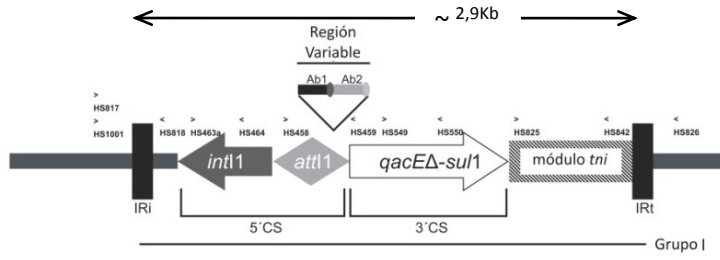 ~ 2,9Kb
Región
Variable
Ab1 Ab2
>
HS817
>
HS1001
<
HS818
>
HS463a
<
HS464
>
HS458
<
HS459
>
HS549
<
HS550
>
HS825
<
HS842
<
HS826
intI1
attI1
qacEΔ-sul1
módulo tni
IRi
IRt
5´CS
3´CS
Grupo I